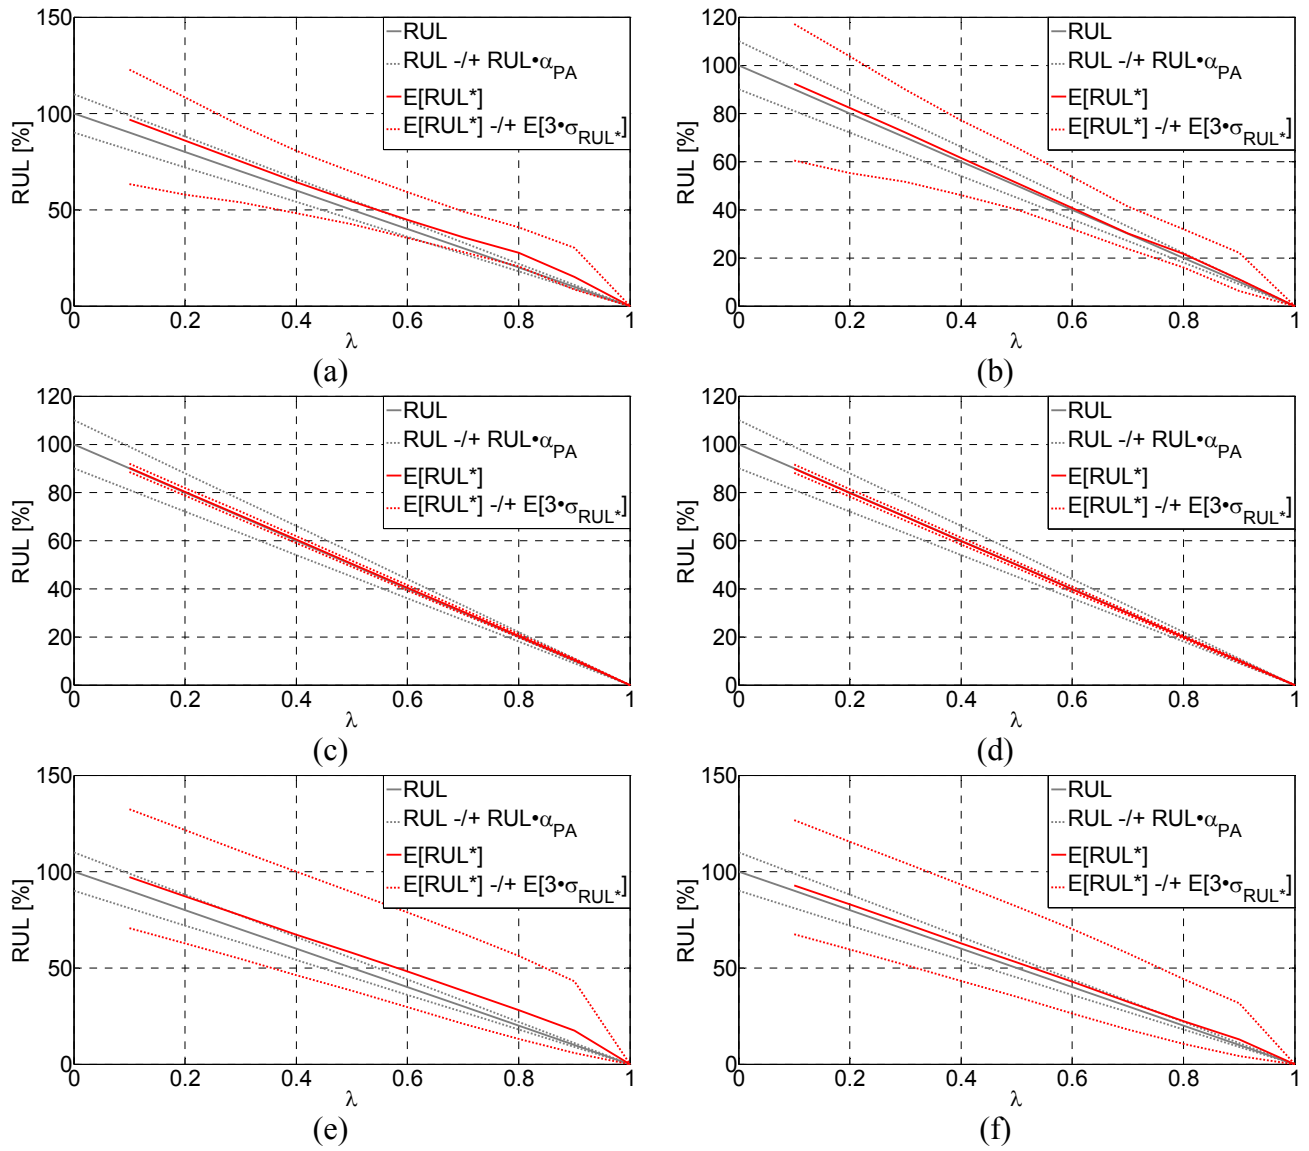 150
100
50
0
RUL [%]
0 0.2 0.4 0.6 0.8 1
λ
RUL
RUL -/+ RUL•α_PA
E[RUL*]
E[RUL*] -/+ E[3•σ_RUL*]
(a)
120
100
80
60
40
20
0
RUL [%]
0 0.2 0.4 0.6 0.8 1
λ
RUL
RUL -/+ RUL•α_PA
E[RUL*]
E[RUL*] -/+ E[3•σ_RUL*]
(b)
120
100
80
60
40
20
0
RUL [%]
0 0.2 0.4 0.6 0.8 1
λ
RUL
RUL -/+ RUL•α_PA
E[RUL*]
E[RUL*] -/+ E[3•σ_RUL*]
(c)
120
100
80
60
40
20
0
RUL [%]
0 0.2 0.4 0.6 0.8 1
λ
RUL
RUL -/+ RUL•α_PA
E[RUL*]
E[RUL*] -/+ E[3•σ_RUL*]
(d)
150
100
50
0
RUL [%]
0 0.2 0.4 0.6 0.8 1
λ
RUL
RUL -/+ RUL•α_PA
E[RUL*]
E[RUL*] -/+ E[3•σ_RUL*]
(e)
150
100
50
0
RUL [%]
0 0.2 0.4 0.6 0.8 1
λ
RUL
RUL -/+ RUL•α_PA
E[RUL*]
E[RUL*] -/+ E[3•σ_RUL*]
(f)